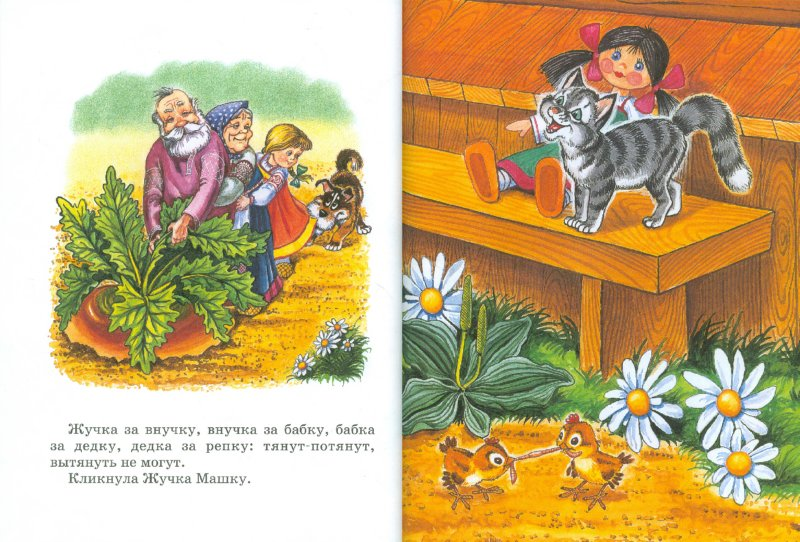 Жучка за внучку, внучка за бабку, бабка
за дедку, дедка за репку: тянут-потянут,
вытянуть не могут.
Кликнула Жучка Машку.